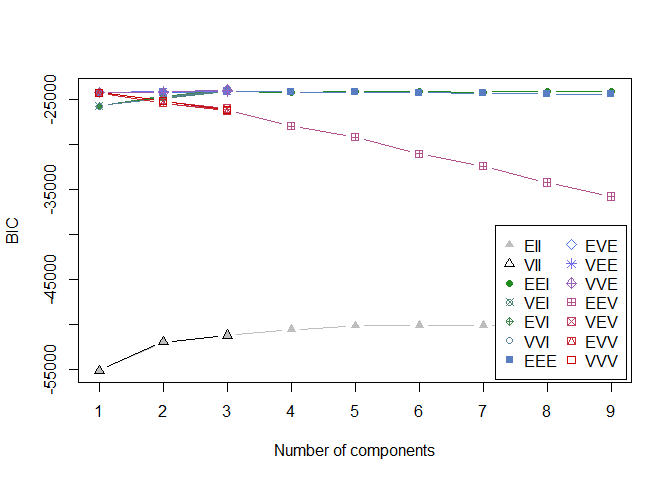 -25000
-35000
-45000
-55000
BIC
EII EVE
VII VEE
EEI VVE
VEI EEV
EVI VEV
VVI EVV
EEE VVV
1 2 3 4 5 6 7 8 9
Number of components